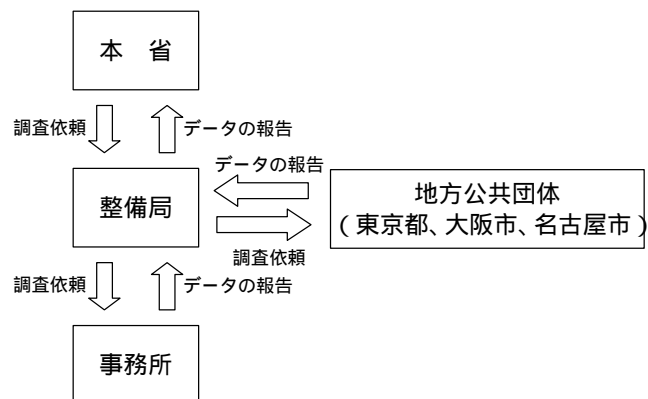 本　省
調査依頼
データの報告
データの報告
整備局
地方公共団体
（東京都、大阪市、名古屋市）
調査依頼
調査依頼
データの報告
事務所